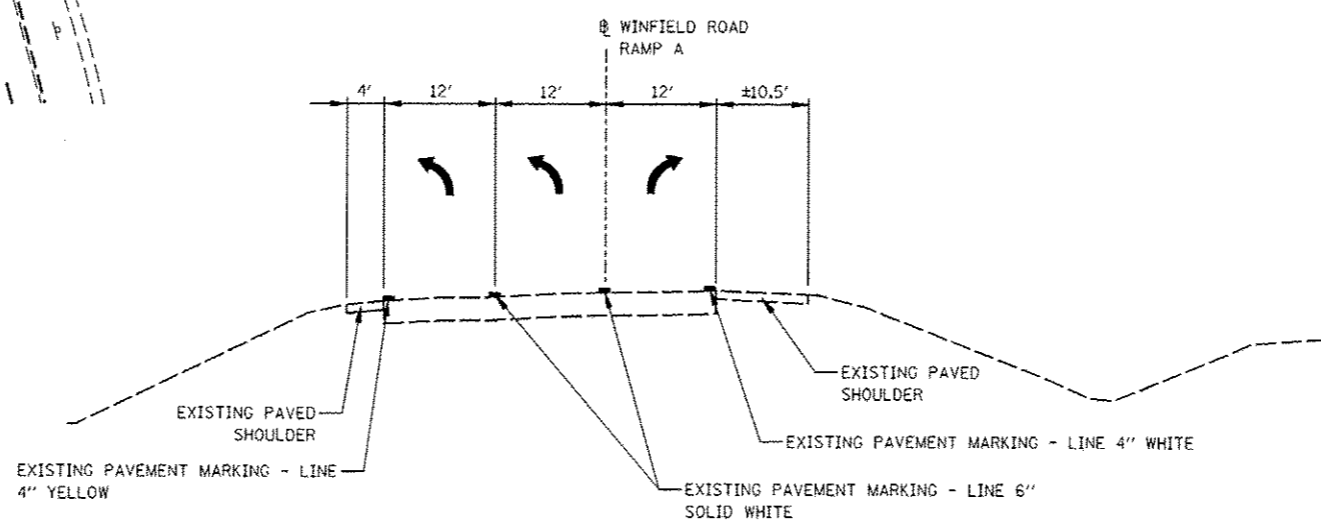 ℄ WINFIELD ROAD
RAMP A
4' 12' 12' 12' ±10.5'
EXISTING PAVED
SHOULDER
EXISTING PAVED
SHOULDER
EXISTING PAVEMENT MARKING - LINE 4" WHITE
EXISTING PAVEMENT MARKING - LINE
4" YELLOW
EXISTING PAVEMENT MARKING - LINE 6"
SOLID WHITE